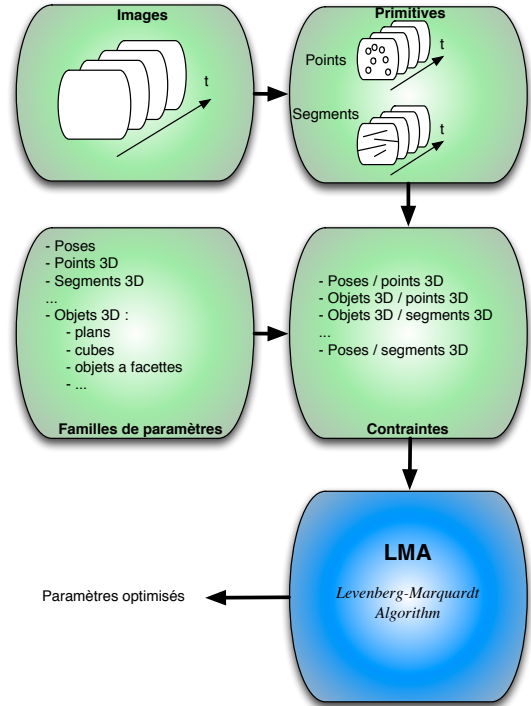 Images
t
Primitives
Points
t
Segments
t
- Poses
- Points 3D
- Segments 3D
...
- Objets 3D :
- plans
- cubes
- objets a facettes
- ...
Familles de paramètres
- Poses / points 3D
- Objets 3D / points 3D
- Objets 3D / segments 3D
...
- Poses / segments 3D
Contraintes
LMA
Levenberg-Marquardt
Algorithm
Paramètres optimisés